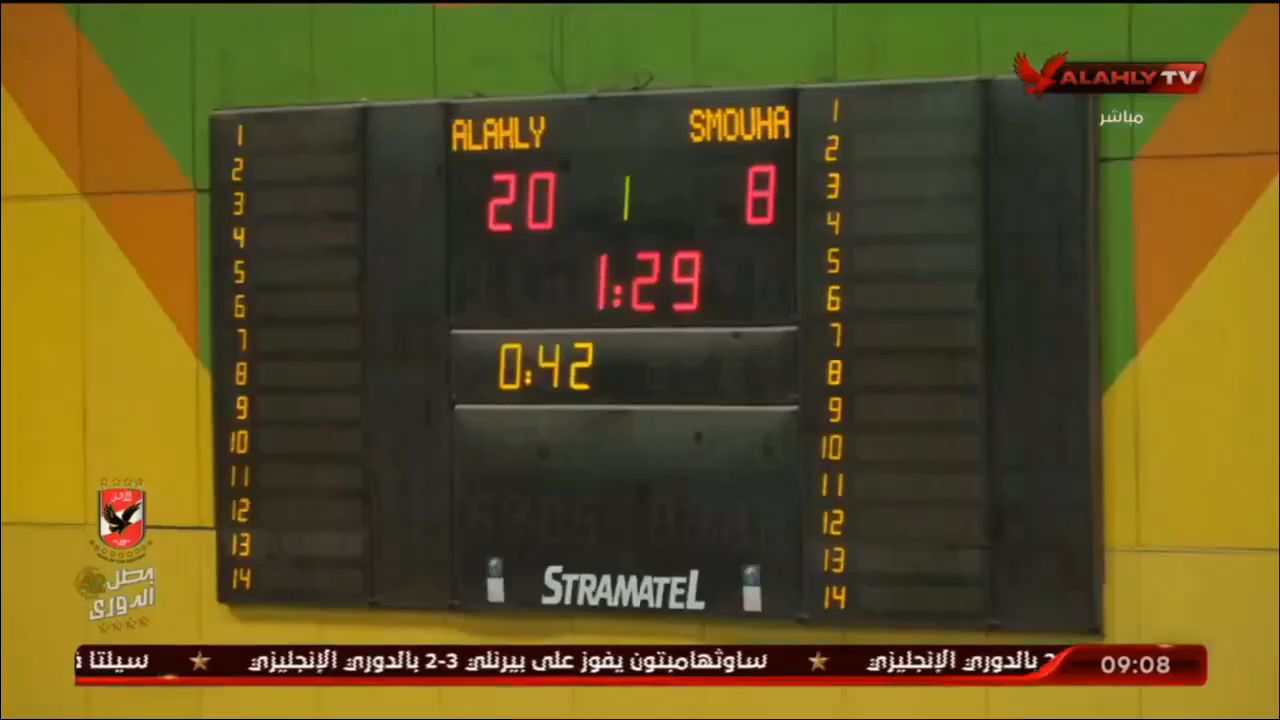 ALAHLY TV
مباشر
ALAHLY SMOUHA
20 1 8
1:29
0:42
1 1
2 2
3 3
4 4
5 5
6 6
7 7
8 8
9 9
10 10
11 11
12 12
13 13
14 14
STRAMATEL
بطل
الدوري
2 بالدوري الإنجليزي ★ ساوثهامبتون يفوز على بيرنلي 3-2 بالدوري الإنجليزي ★ سيلتا
09:08